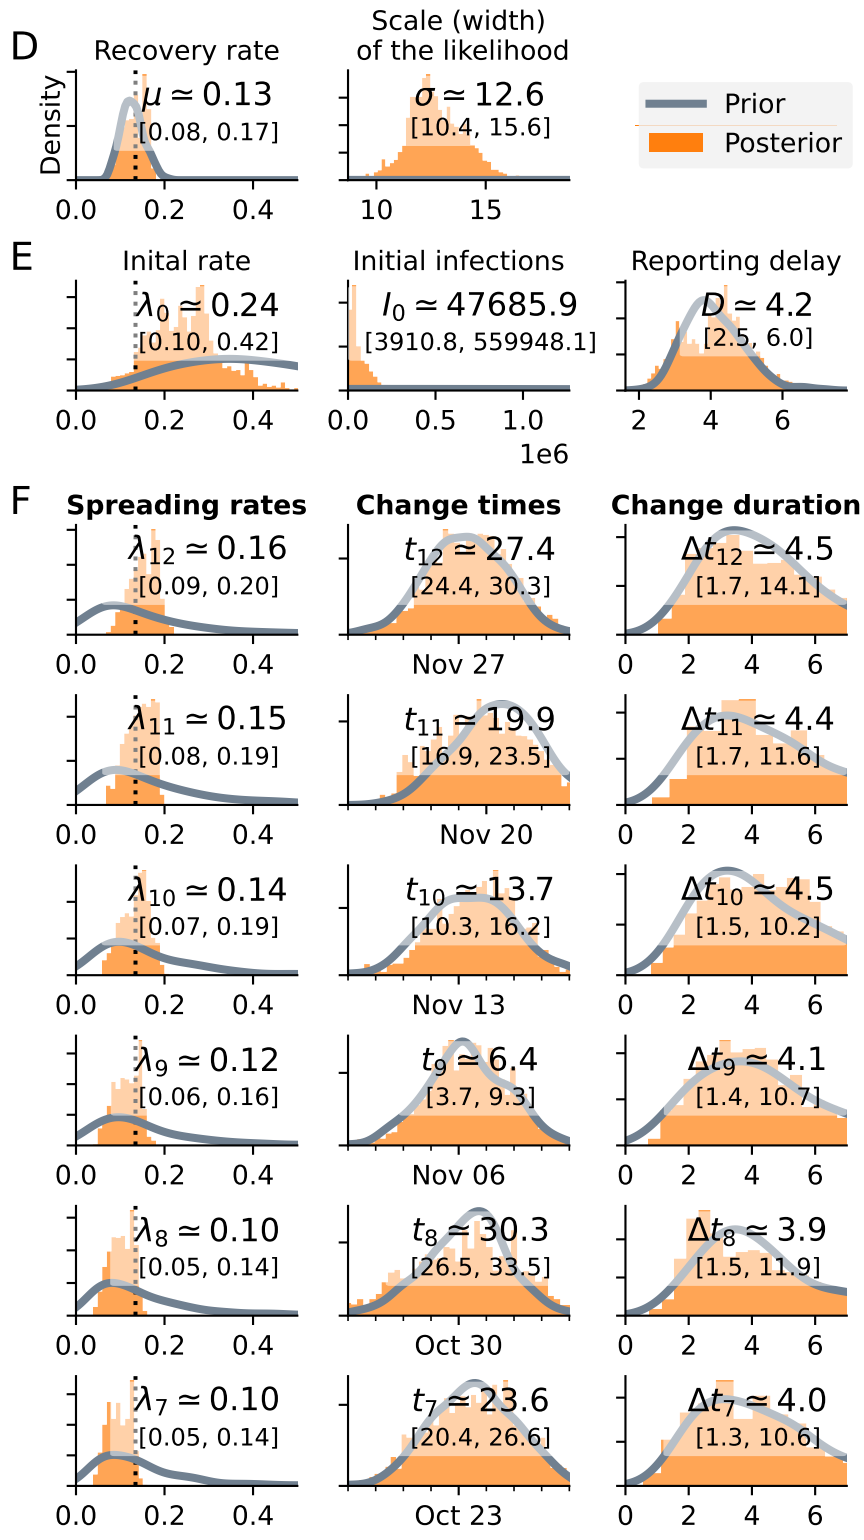 D
Recovery rate
Scale (width)
of the likelihood
Density
μ ≃ 0.13
[0.08, 0.17]
σ ≃ 12.6
[10.4, 15.6]
Prior
Posterior
0.0 0.2 0.4
10 15
E
Inital rate
Initial infections
Reporting delay
λ0 ≃ 0.24
[0.10, 0.42]
I0 ≃ 47685.9
[3910.8, 559948.1]
D ≃ 4.2
[2.5, 6.0]
0.0 0.2 0.4
0.0 0.5 1.0
1e6
2 4 6
F
Spreading rates
Change times
Change duration
λ12 ≃ 0.16
[0.09, 0.20]
t12 ≃ 27.4
[24.4, 30.3]
Δt12 ≃ 4.5
[1.7, 14.1]
0.0 0.2 0.4
Nov 27
0 2 4 6
λ11 ≃ 0.15
[0.08, 0.19]
t11 ≃ 19.9
[16.9, 23.5]
Δt11 ≃ 4.4
[1.7, 11.6]
0.0 0.2 0.4
Nov 20
0 2 4 6
λ10 ≃ 0.14
[0.07, 0.19]
t10 ≃ 13.7
[10.3, 16.2]
Δt10 ≃ 4.5
[1.5, 10.2]
0.0 0.2 0.4
Nov 13
0 2 4 6
λ9 ≃ 0.12
[0.06, 0.16]
t9 ≃ 6.4
[3.7, 9.3]
Δt9 ≃ 4.1
[1.4, 10.7]
0.0 0.2 0.4
Nov 06
0 2 4 6
λ8 ≃ 0.10
[0.05, 0.14]
t8 ≃ 30.3
[26.5, 33.5]
Δt8 ≃ 3.9
[1.5, 11.9]
0.0 0.2 0.4
Oct 30
0 2 4 6
λ7 ≃ 0.10
[0.05, 0.14]
t7 ≃ 23.6
[20.4, 26.6]
Δt7 ≃ 4.0
[1.3, 10.6]
0.0 0.2 0.4
Oct 23
0 2 4 6